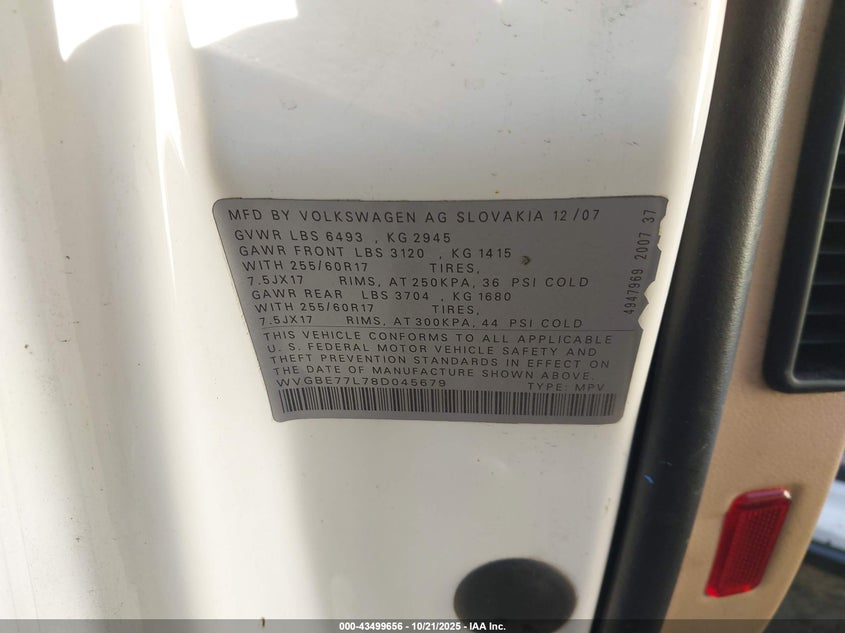 MFD BY VOLKSWAGEN AG SLOVAKIA 12/07
GVWR LBS 6493 , KG 2945
GAWR FRONT LBS 3120 , KG 1415
WITH 255/60R17 TIRES,
7.5JX17 RIMS, AT 250KPA, 36 PSI COLD
GAWR REAR LBS 3704 , KG 1680
WITH 255/60R17 TIRES,
7.5JX17 RIMS, AT 300KPA, 44 PSI COLD
THIS VEHICLE CONFORMS TO ALL APPLICABLE
U.S. FEDERAL MOTOR VEHICLE SAFETY AND
THEFT PREVENTION STANDARDS IN EFFECT ON
THE DATE OF MANUFACTURE SHOWN ABOVE.
WVGBE77L78D045679 TYPE: MPV
4947969 2007 37
000-43499656 - 10/21/2025 - IAA Inc.